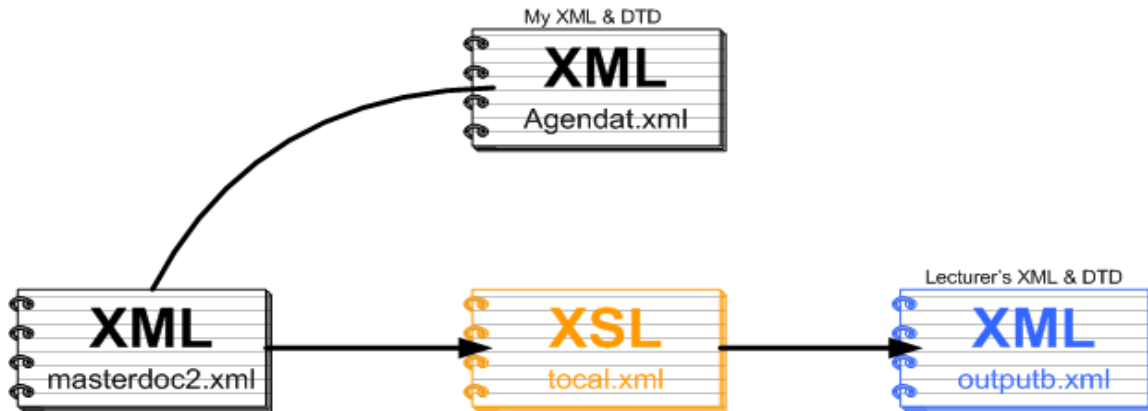 My XML & DTD
XML
Agendat.xml
XML
masterdoc2.xml
XSL
tocal.xml
Lecturer's XML & DTD
XML
outputb.xml